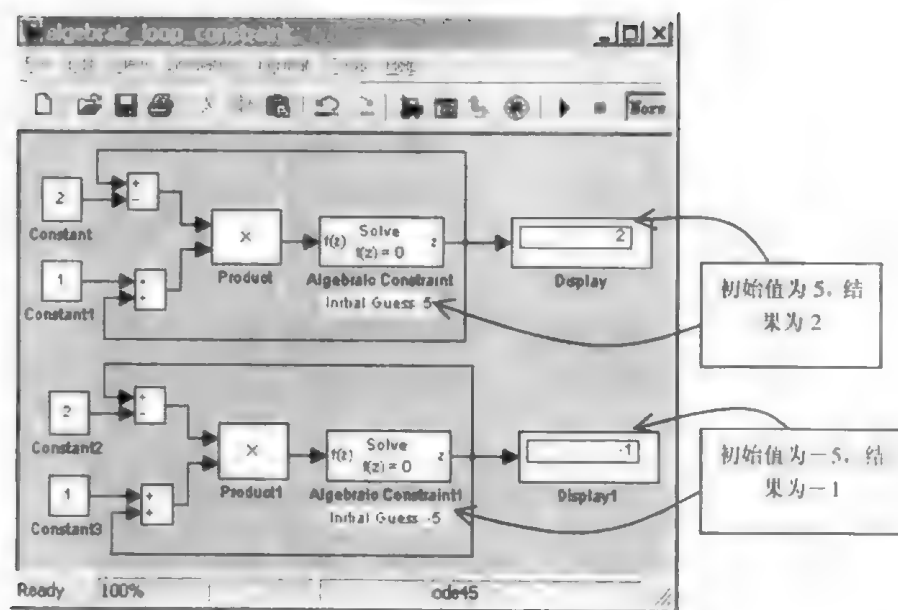 algebraic_loop_constraint
Help
More
2
Constant
+
−
1
Constant1
+
×
Product
f(z)
Solve
f(z) = 0
z
Algebraic Constraint
Initial Guess 5
2
Display
初始值为 5，结
果为 2
2
Constant2
+
−
1
Constant3
+
+
×
Product1
f(z)
Solve
f(z) = 0
z
Algebraic Constraint1
Initial Guess -5
-1
Display1
初始值为－5，结
果为－1
Ready
100%
ode45